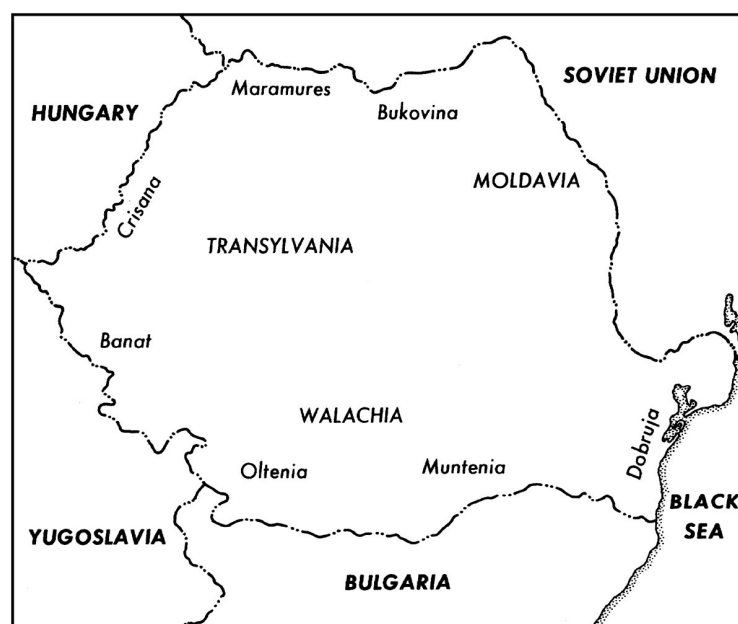 SOVIET UNION
Maramures
HUNGARY
Bukovina
MOLDAVIA
Crisana
TRANSYLVANIA
Banat
WALACHIA
Dobruja
Oltenia
Muntenia
BLACK
SEA
YUGOSLAVIA
BULGARIA